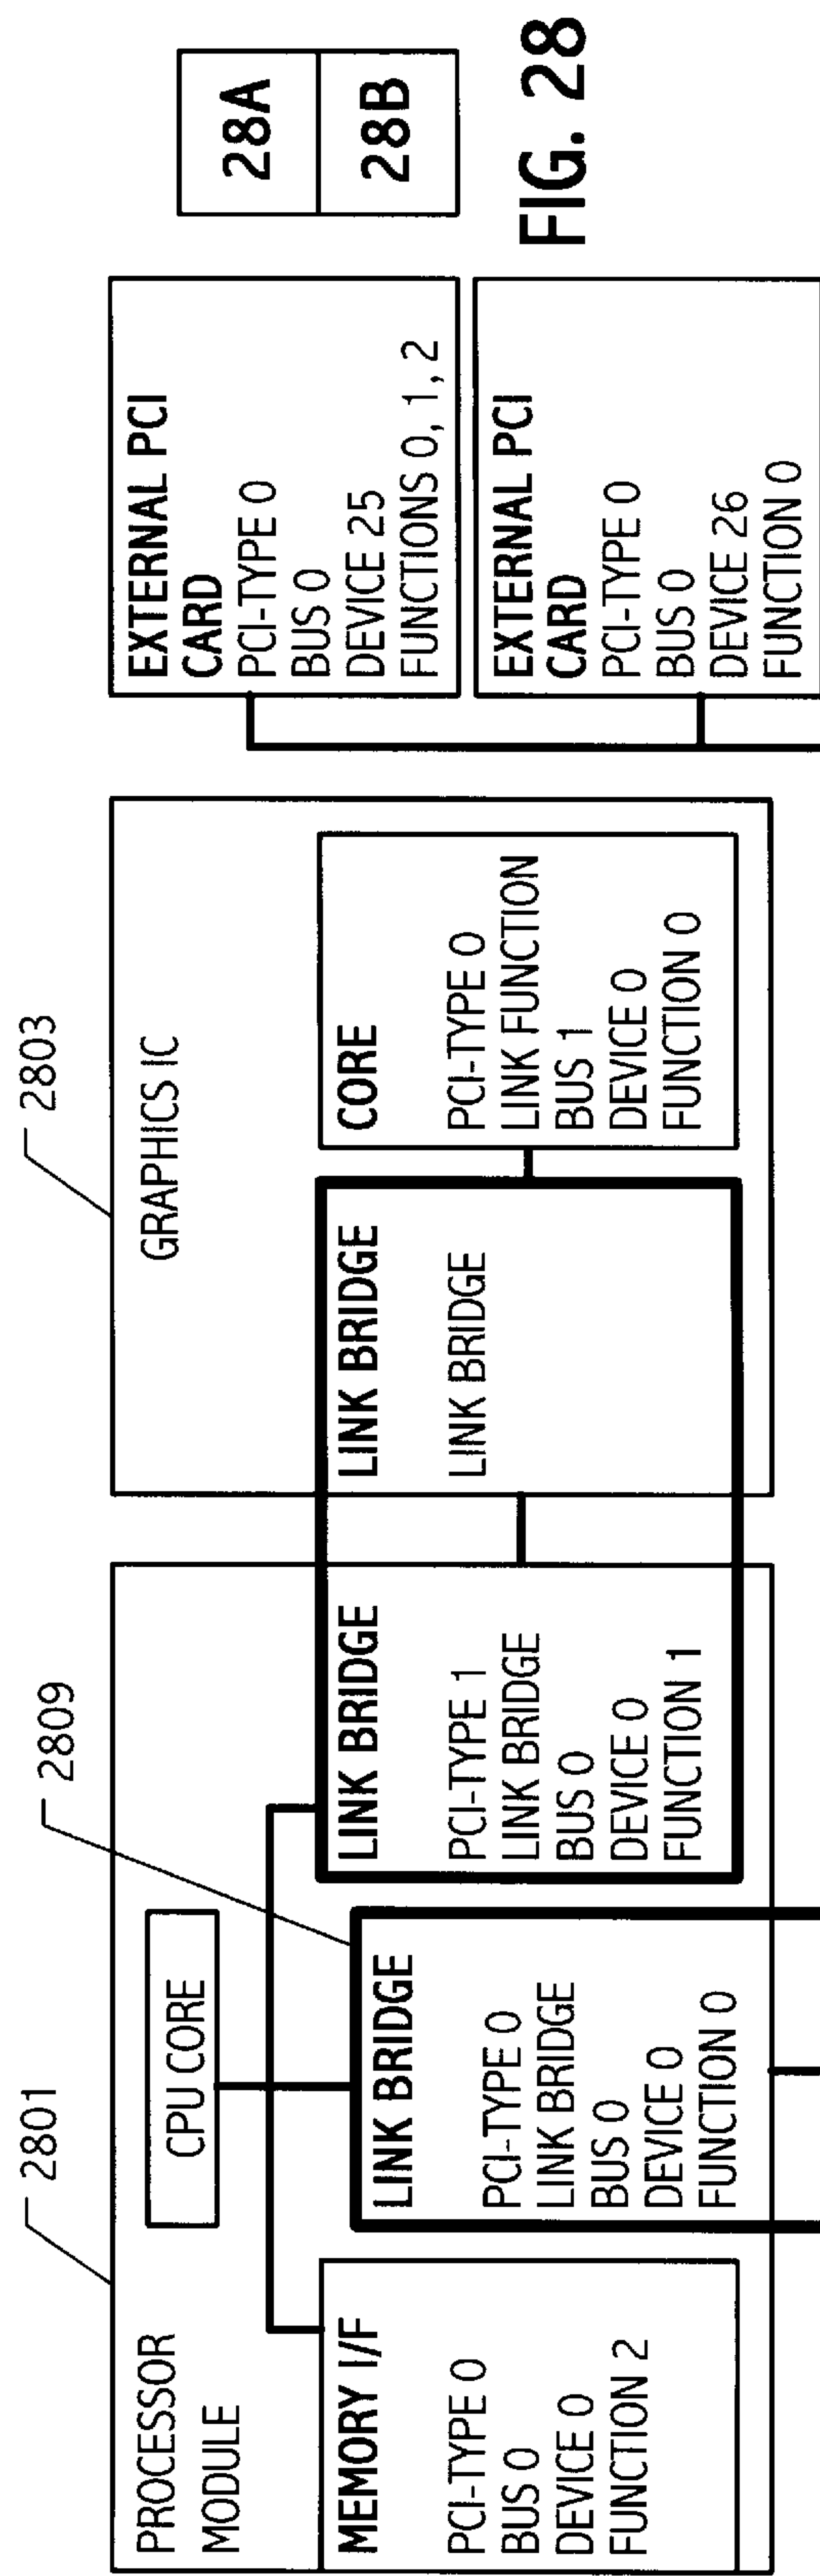 2801
PROCESSOR
MODULE
CPU CORE
MEMORY I/F
PCI-TYPE 0
BUS 0
DEVICE 0
FUNCTION 2
2809
LINK BRIDGE
PCI-TYPE 0
LINK BRIDGE
BUS 0
DEVICE 0
FUNCTION 0
LINK BRIDGE
PCI-TYPE 1
LINK BRIDGE
BUS 0
DEVICE 0
FUNCTION 1
2803
GRAPHICS IC
LINK BRIDGE
LINK BRIDGE
CORE
PCI-TYPE 0
LINK FUNCTION
BUS 1
DEVICE 0
FUNCTION 0
EXTERNAL PCI
CARD
PCI-TYPE 0
BUS 0
DEVICE 25
FUNCTIONS 0, 1, 2
EXTERNAL PCI
CARD
PCI-TYPE 0
BUS 0
DEVICE 26
FUNCTION 0
28A
28B
FIG. 28